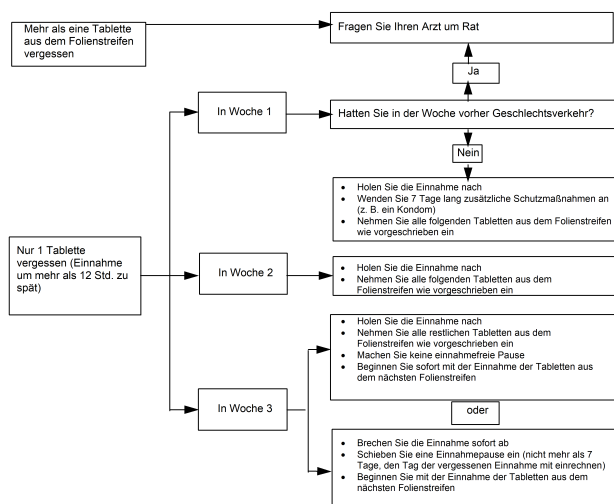 Mehr als eine Tablette
aus dem Folienstreifen
vergessen
Fragen Sie Ihren Arzt um Rat
Ja
In Woche 1
Hatten Sie in der Woche vorher Geschlechtsverkehr?
Nein
• Holen Sie die Einnahme nach
• Wenden Sie 7 Tage lang zusätzliche Schutzmaßnahmen an
(z. B. ein Kondom)
• Nehmen Sie alle folgenden Tabletten aus dem Folienstreifen
wie vorgeschrieben ein
Nur 1 Tablette
vergessen (Einnahme
um mehr als 12 Std. zu
spät)
In Woche 2
• Holen Sie die Einnahme nach
• Nehmen Sie alle folgenden Tabletten aus dem
Folienstreifen wie vorgeschrieben ein
In Woche 3
• Holen Sie die Einnahme nach
• Nehmen Sie alle restlichen Tabletten aus dem
Folienstreifen wie vorgeschrieben ein
• Machen Sie keine einnahmefreie Pause
• Beginnen Sie sofort mit der Einnahme der Tabletten aus
dem nächsten Folienstreifen
oder
• Brechen Sie die Einnahme sofort ab
• Schieben Sie eine Einnahmepause ein (nicht mehr als 7
Tage, den Tag der vergessenen Einnahme mit einrechnen)
• Beginnen Sie mit der Einnahme der Tabletten aus dem
nächsten Folienstreifen